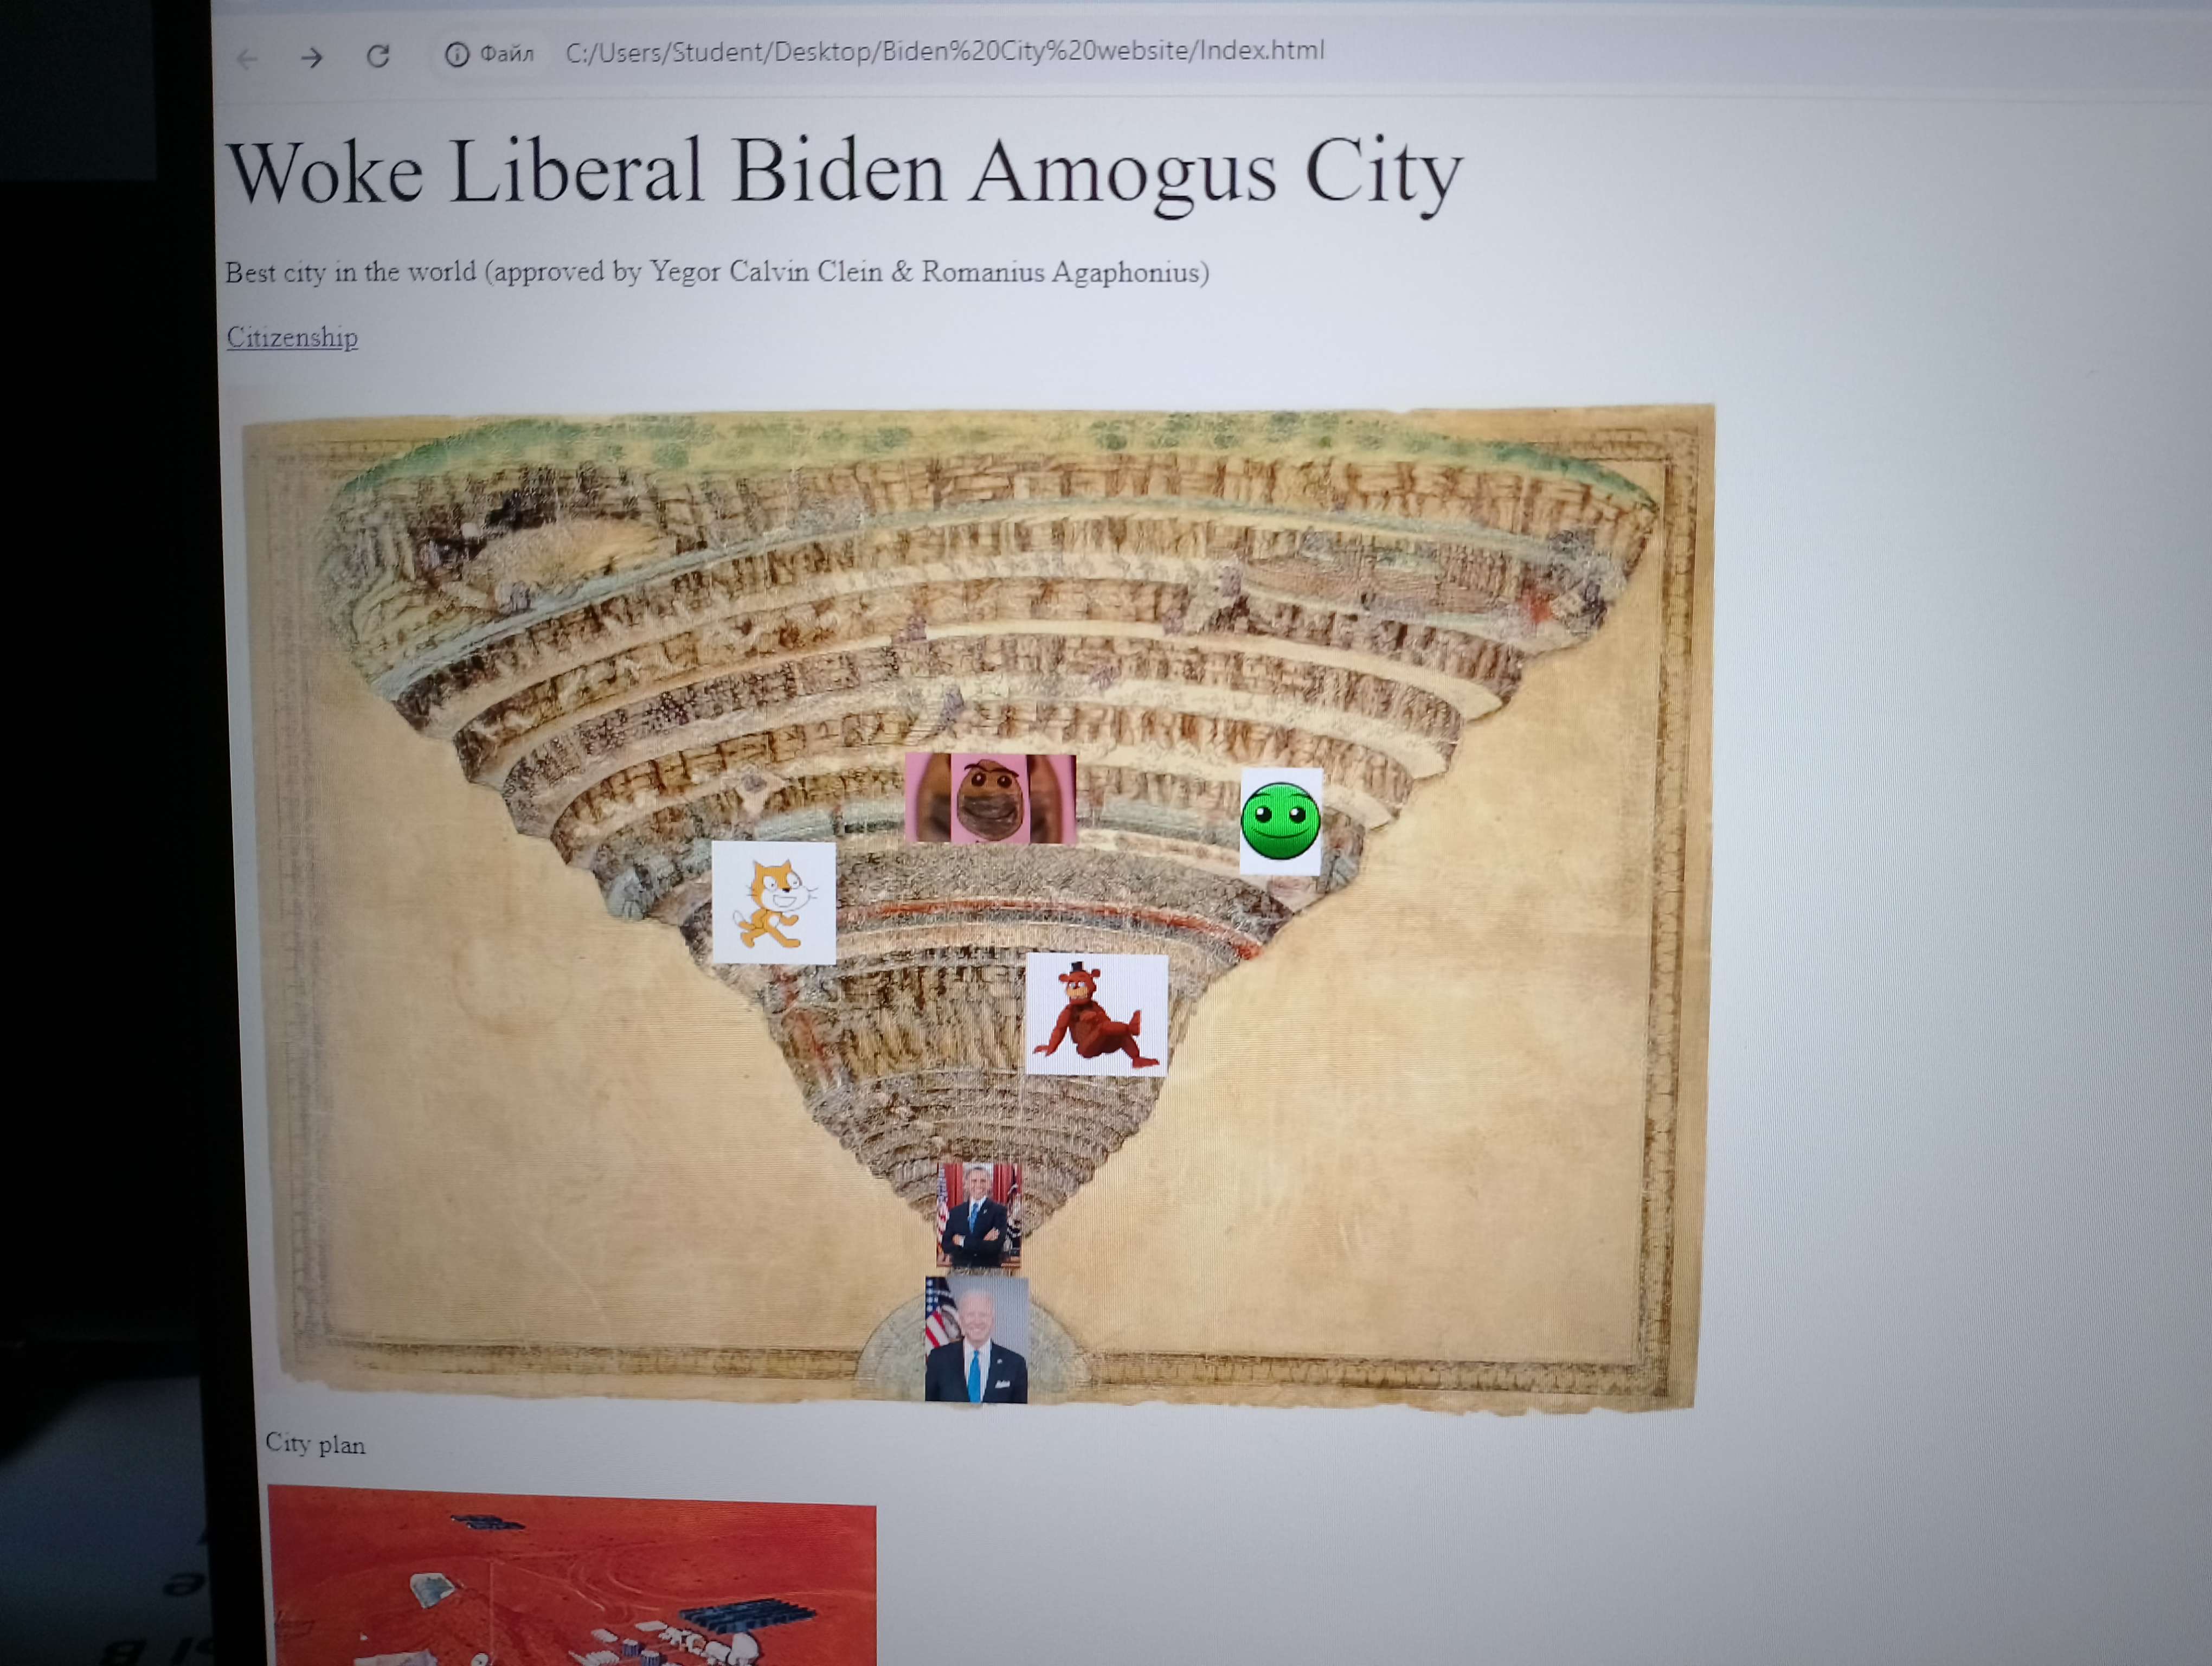 Файл C:/Users/Student/Desktop/Biden%20City%20website/Index.html
Woke Liberal Biden Amogus City
Best city in the world (approved by Yegor Calvin Clein & Romanius Agaphonius)
Citizenship
City plan